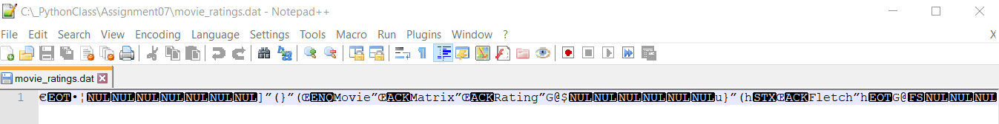 C:\_PythonClass\Assignment07\movie_ratings.dat - Notepad++
File Edit Search View Encoding Language Settings Tools Macro Run Plugins Window ? X
movie_ratings.dat
1 €EOT•¦NULNULNULNULNULNULNUL]”(}”(ŒENQMovie”ŒACKMatrix”ŒACKRating”G@$NULNULNULNULNULNULu}”(hSTXŒACKFletch”hEOTG@FSNULNULNUL